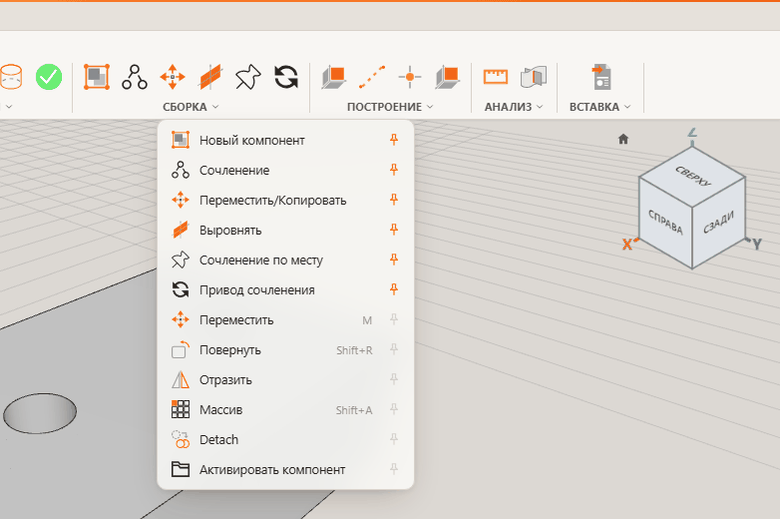 СБОРКА
ПОСТРОЕНИЕ
АНАЛИЗ
ВСТАВКА
Новый компонент
Сочленение
Переместить/Копировать
Выровнять
Сочленение по месту
Привод сочленения
Переместить M
Повернуть Shift+R
Отразить
Массив Shift+A
Detach
Активировать компонент
Z
СВЕРХУ
СПРАВА
СЗАДИ
X
Y